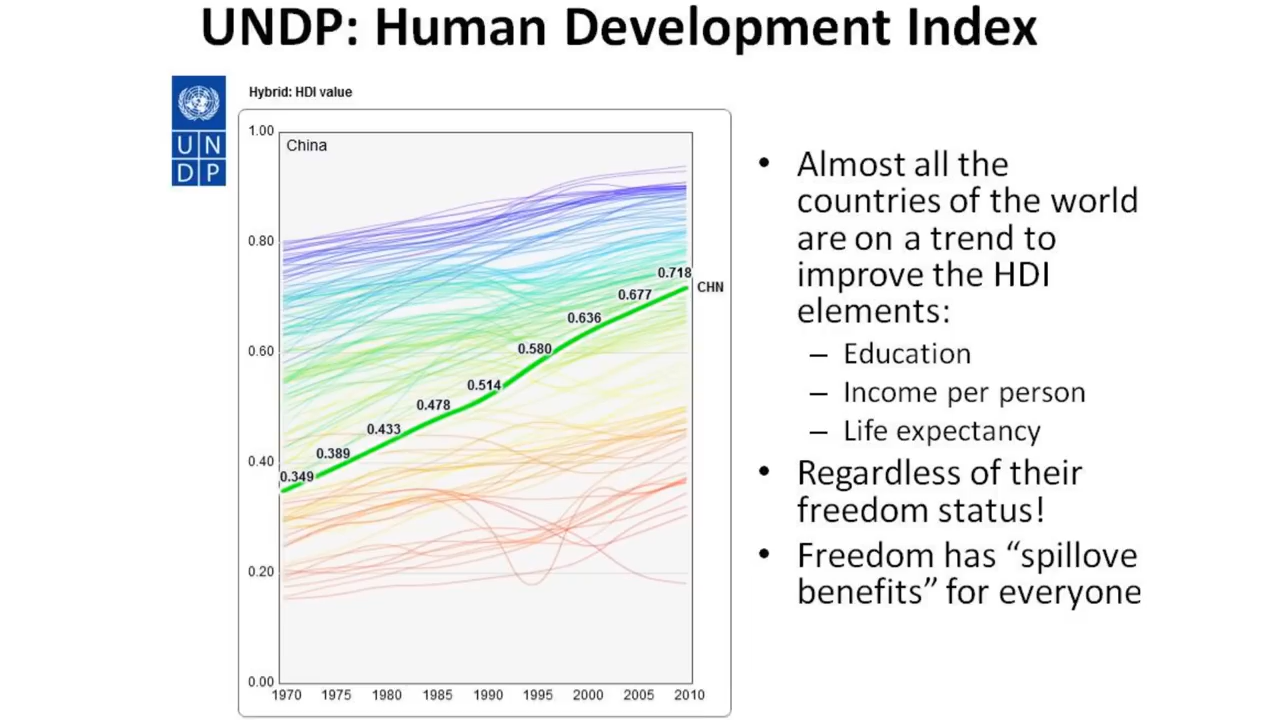 UNDP: Human Development Index
UN
DP
Hybrid: HDI value
1.00
China
0.80
0.60
0.40
0.20
0.00
0.349
0.389
0.433
0.478
0.514
0.580
0.636
0.677
0.718
CHN
1970 1975 1980 1985 1990 1995 2000 2005 2010
• Almost all the
countries of the world
are on a trend to
improve the HDI
elements:
– Education
– Income per person
– Life expectancy
• Regardless of their
freedom status!
• Freedom has “spillove
benefits” for everyone